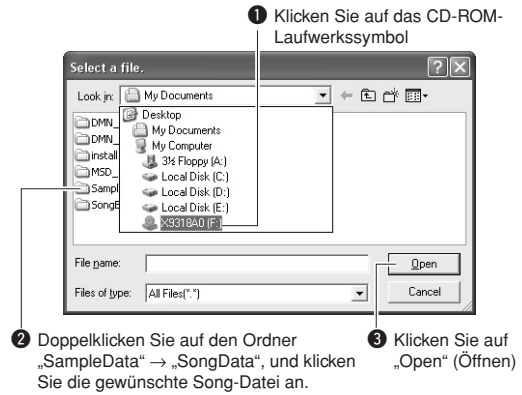 ❶ Klicken Sie auf das CD-ROM-
Laufwerkssymbol
Select a file.
Look in: My Documents
Desktop
My Documents
My Computer
3½ Floppy (A:)
Local Disk (C:)
Local Disk (D:)
Local Disk (E:)
X9318A0 (F:)
DMN_
DMN_
install
MSD_
Sampl
SongE
File name:
Open
Files of type: All Files(*.*)
Cancel
❷ Doppelklicken Sie auf den Ordner
„SampleData“ → „SongData“, und klicken
Sie die gewünschte Song-Datei an.
❸ Klicken Sie auf
„Open“ (Öffnen)